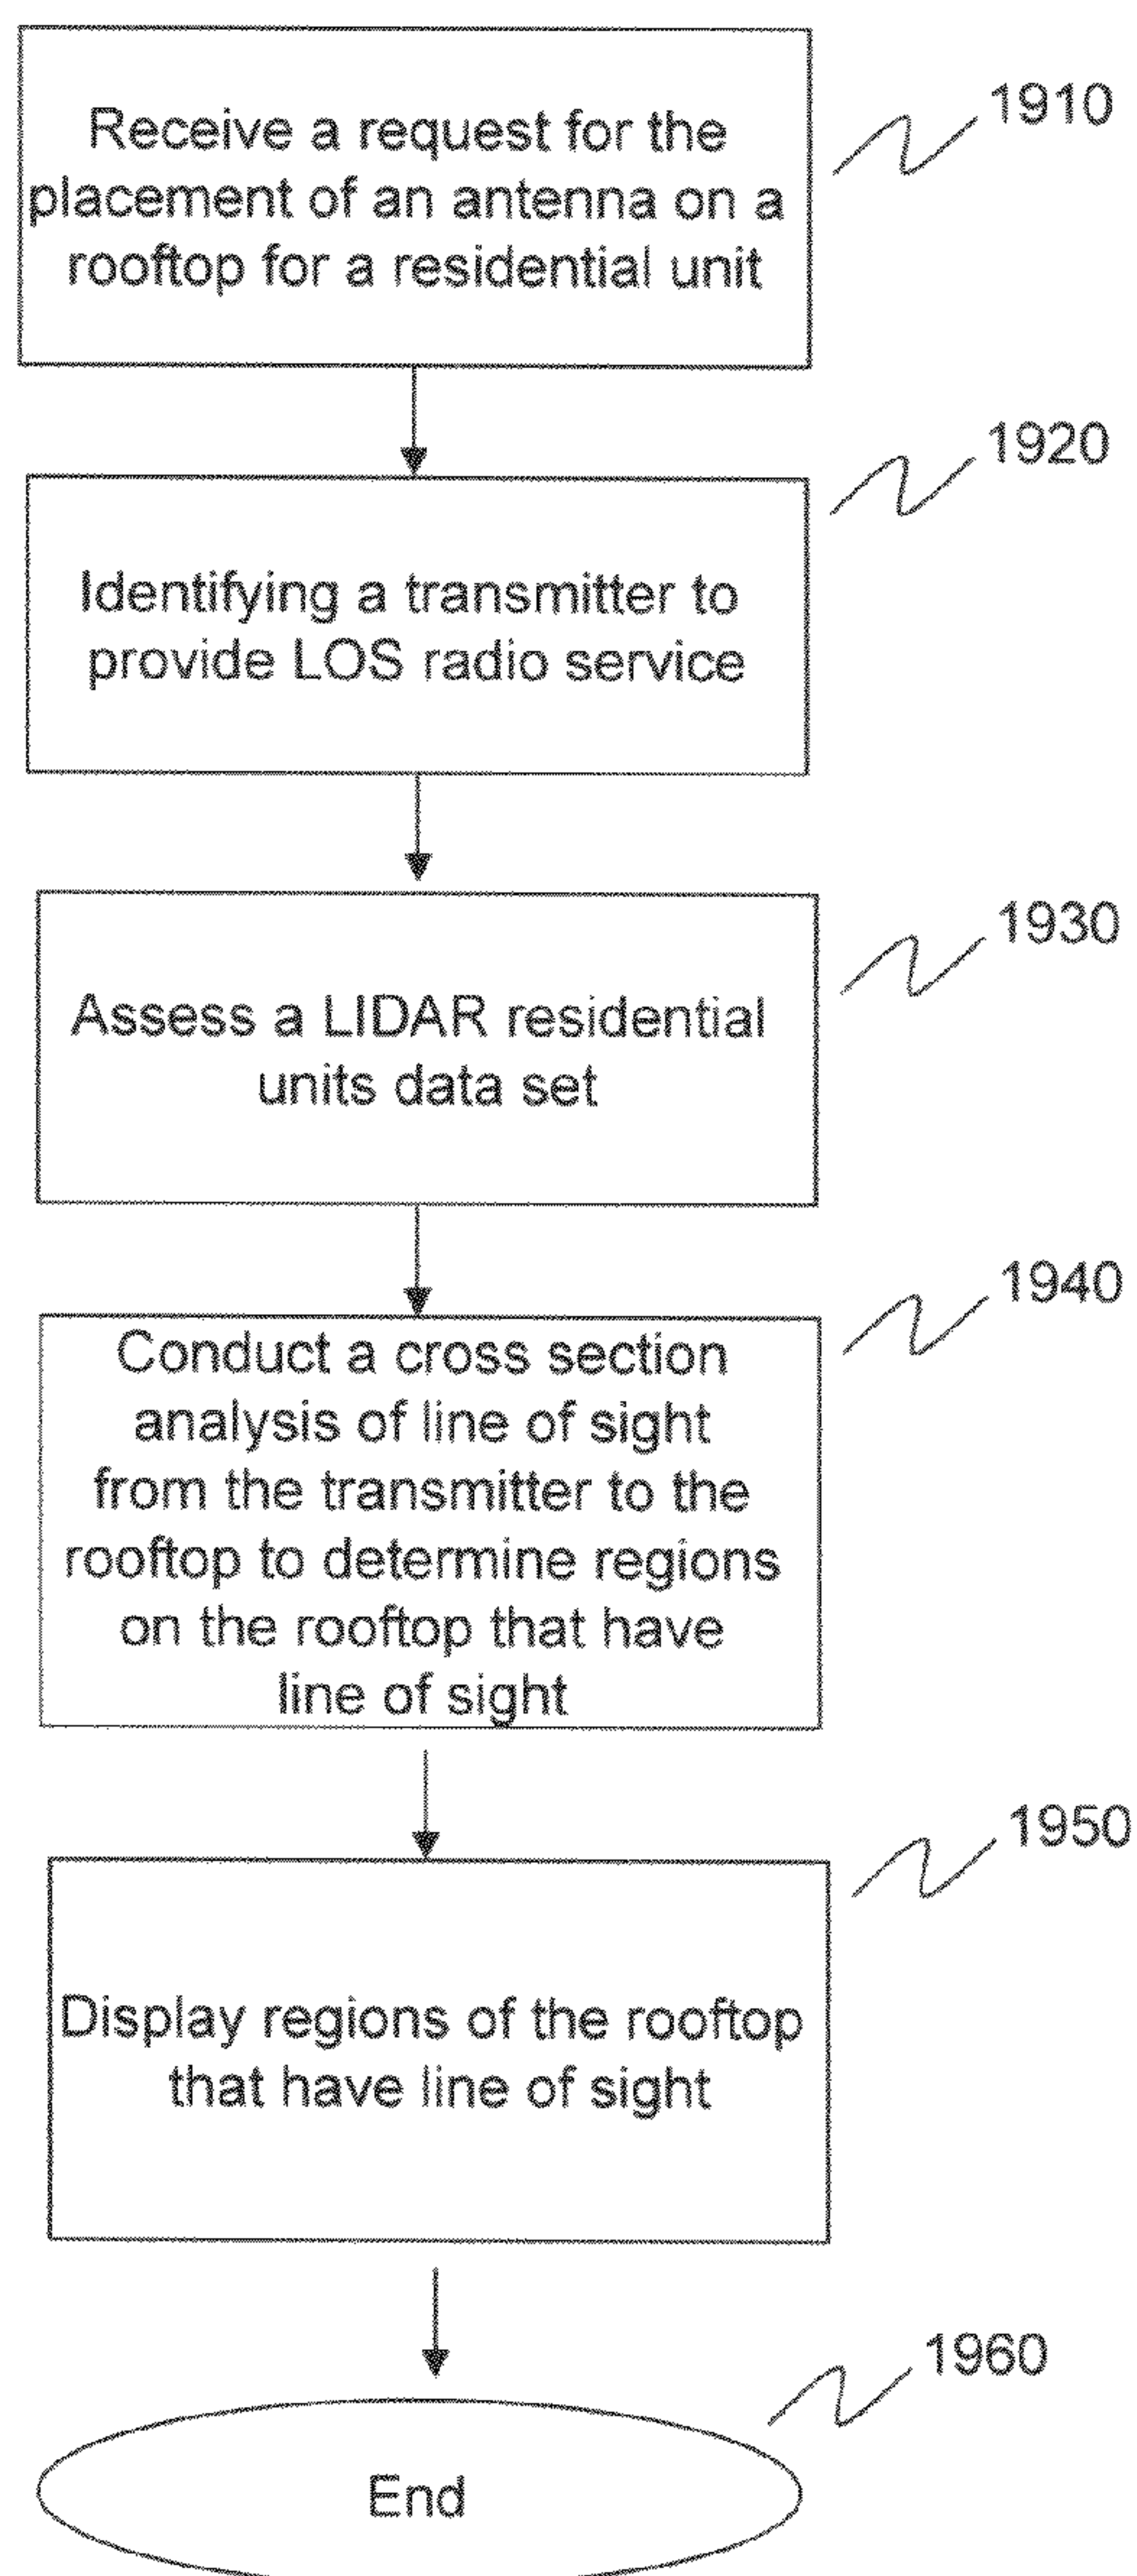 Receive a request for the
placement of an antenna on a
rooftop for a residential unit
1910
Identifying a transmitter to
provide LOS radio service
1920
Assess a LIDAR residential
units data set
1930
Conduct a cross section
analysis of line of sight
from the transmitter to the
rooftop to determine regions
on the rooftop that have
line of sight
1940
Display regions of the rooftop
that have line of sight
1950
End
1960